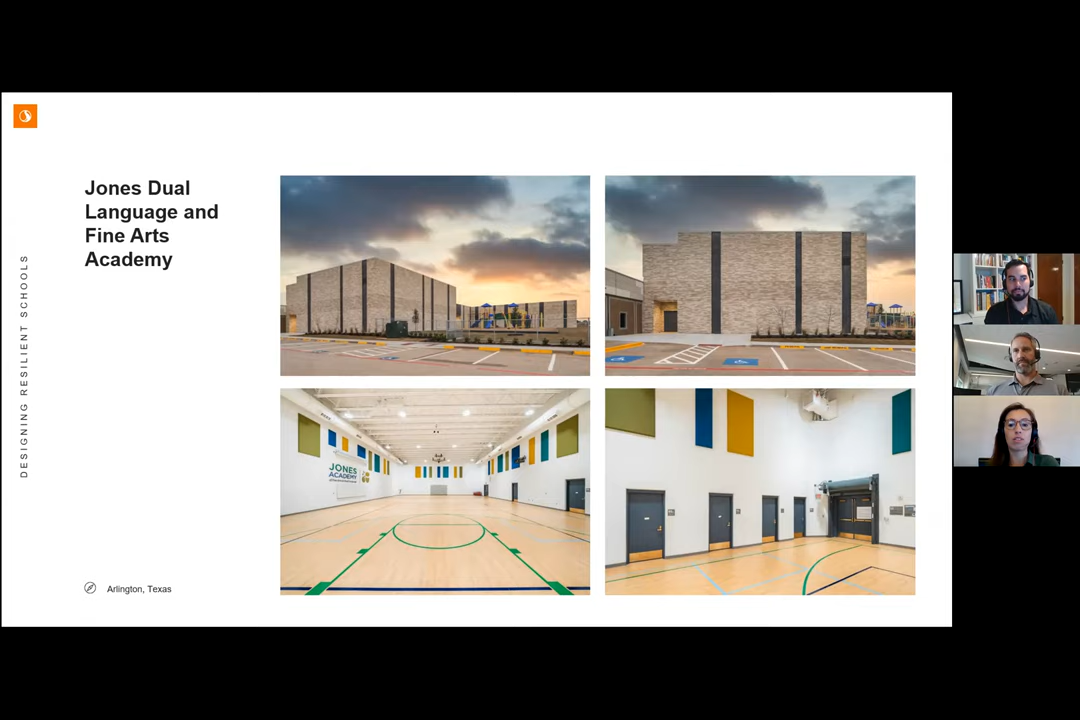 Jones Dual
Language and
Fine Arts
Academy
DESIGNING RESILIENT SCHOOLS
Arlington, Texas
JONES
ACADEMY